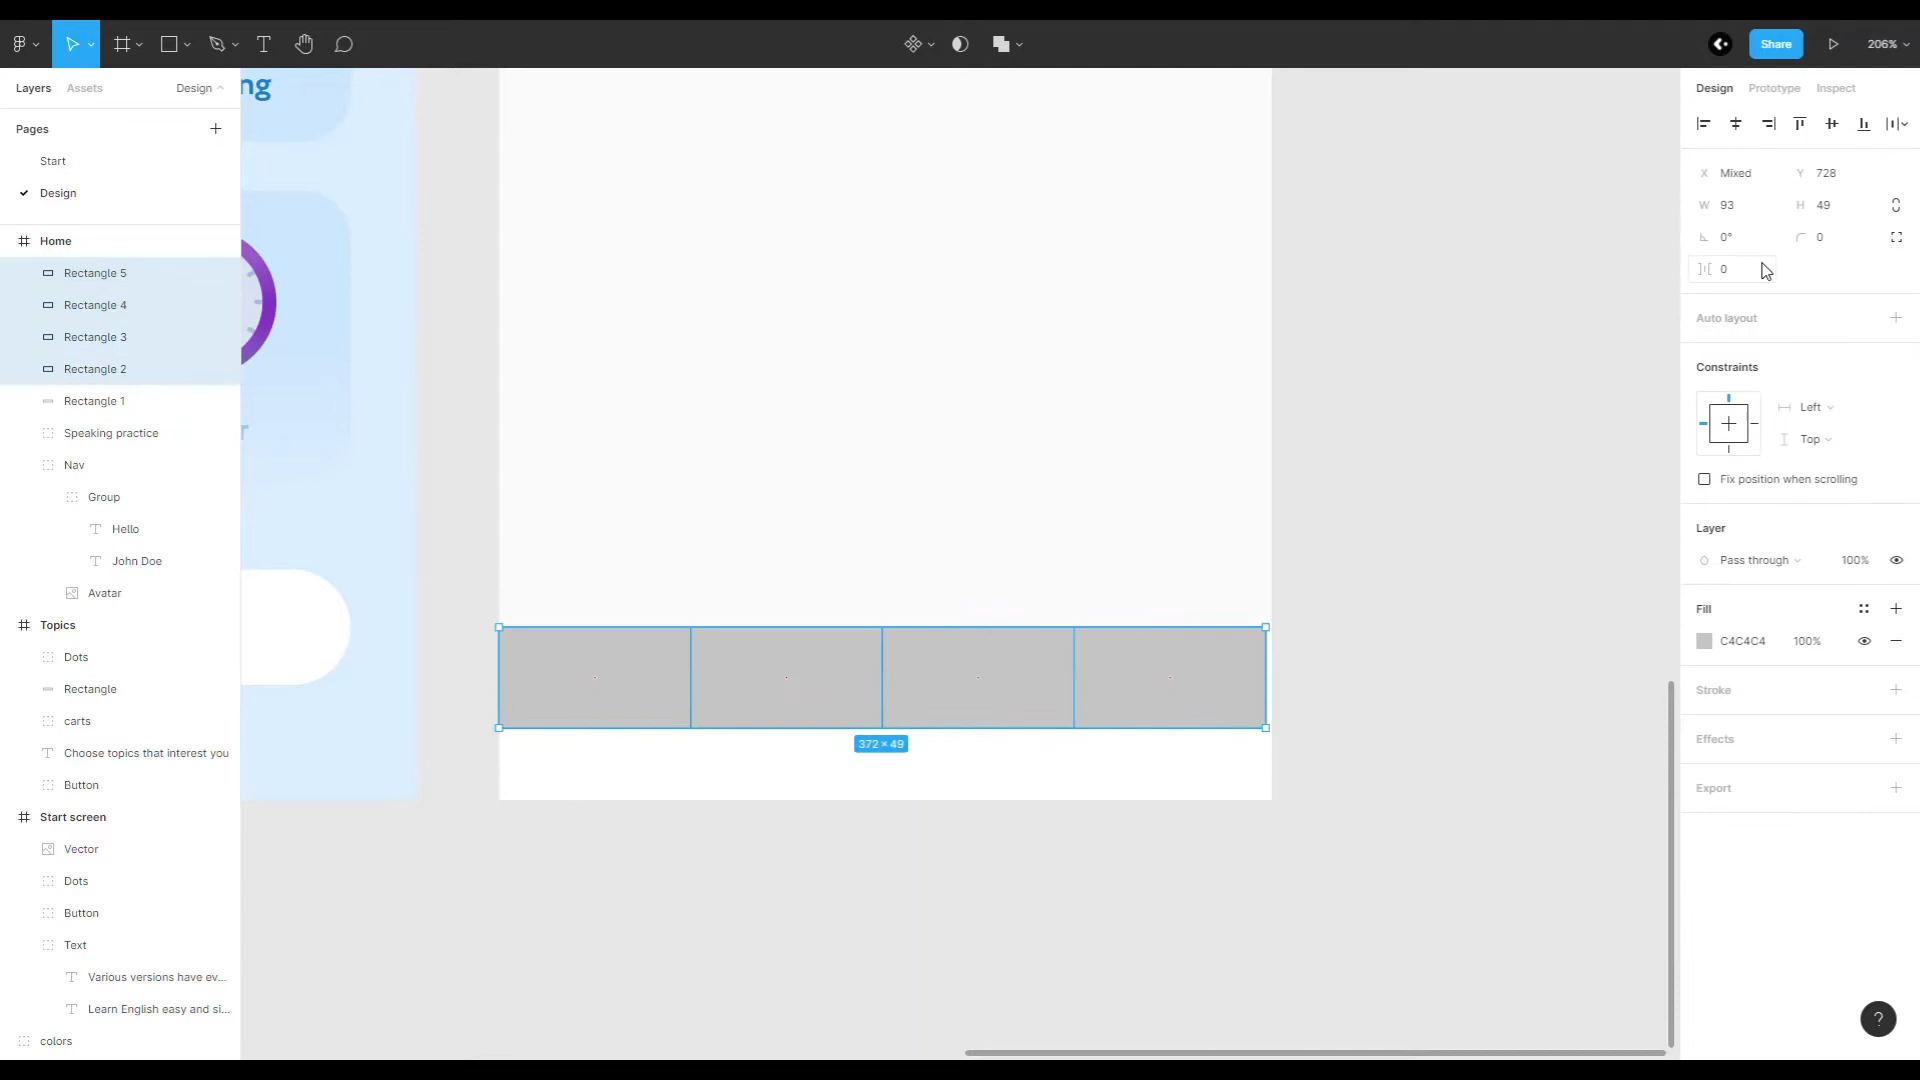 206%
Share
Layers
Assets
Design
Pages
Start
Design
Home
Rectangle 5
Rectangle 4
Rectangle 3
Rectangle 2
Rectangle 1
Speaking practice
Nav
Group
Hello
John Doe
Avatar
Topics
Dots
Rectangle
carts
Choose topics that interest you
Button
Start screen
Vector
Dots
Button
Text
Various versions have ev...
Learn English easy and si...
colors
ng
r
372 × 49
Design
Prototype
Inspect
X Mixed
Y 728
W 93
H 49
0°
0
0
Auto layout
Constraints
Left
Top
Fix position when scrolling
Layer
Pass through
100%
Fill
C4C4C4
100%
Stroke
Effects
Export
?